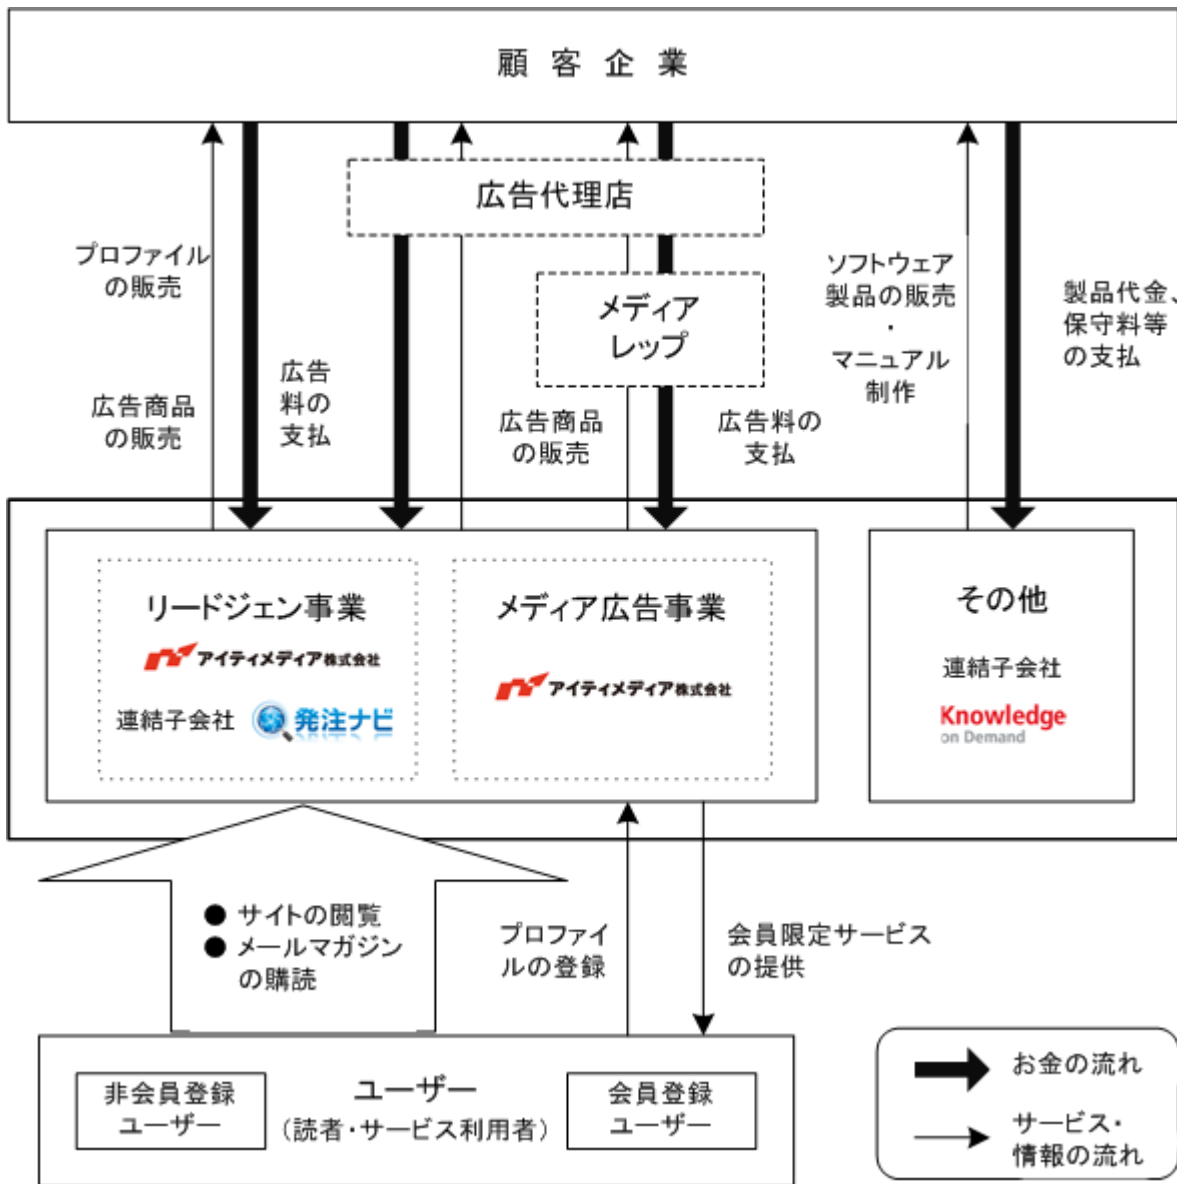 顧客企業
広告代理店
プロファイル
の販売
メディア
レップ
ソフトウェア
製品の販売
・
マニュアル
制作
製品代金、
保守料等
の支払
広告商品
の販売
広告
料の
支払
広告商品
の販売
広告料の
支払
リードジェン事業
アイティメディア株式会社
連結子会社 発注ナビ
メディア広告事業
アイティメディア株式会社
その他
連結子会社
Knowledge
on Demand
● サイトの閲覧
● メールマガジン
の購読
プロファイ
ルの登録
会員限定サービス
の提供
非会員登録
ユーザー
ユーザー
（読者・サービス利用者）
会員登録
ユーザー
お金の流れ
サービス・
情報の流れ